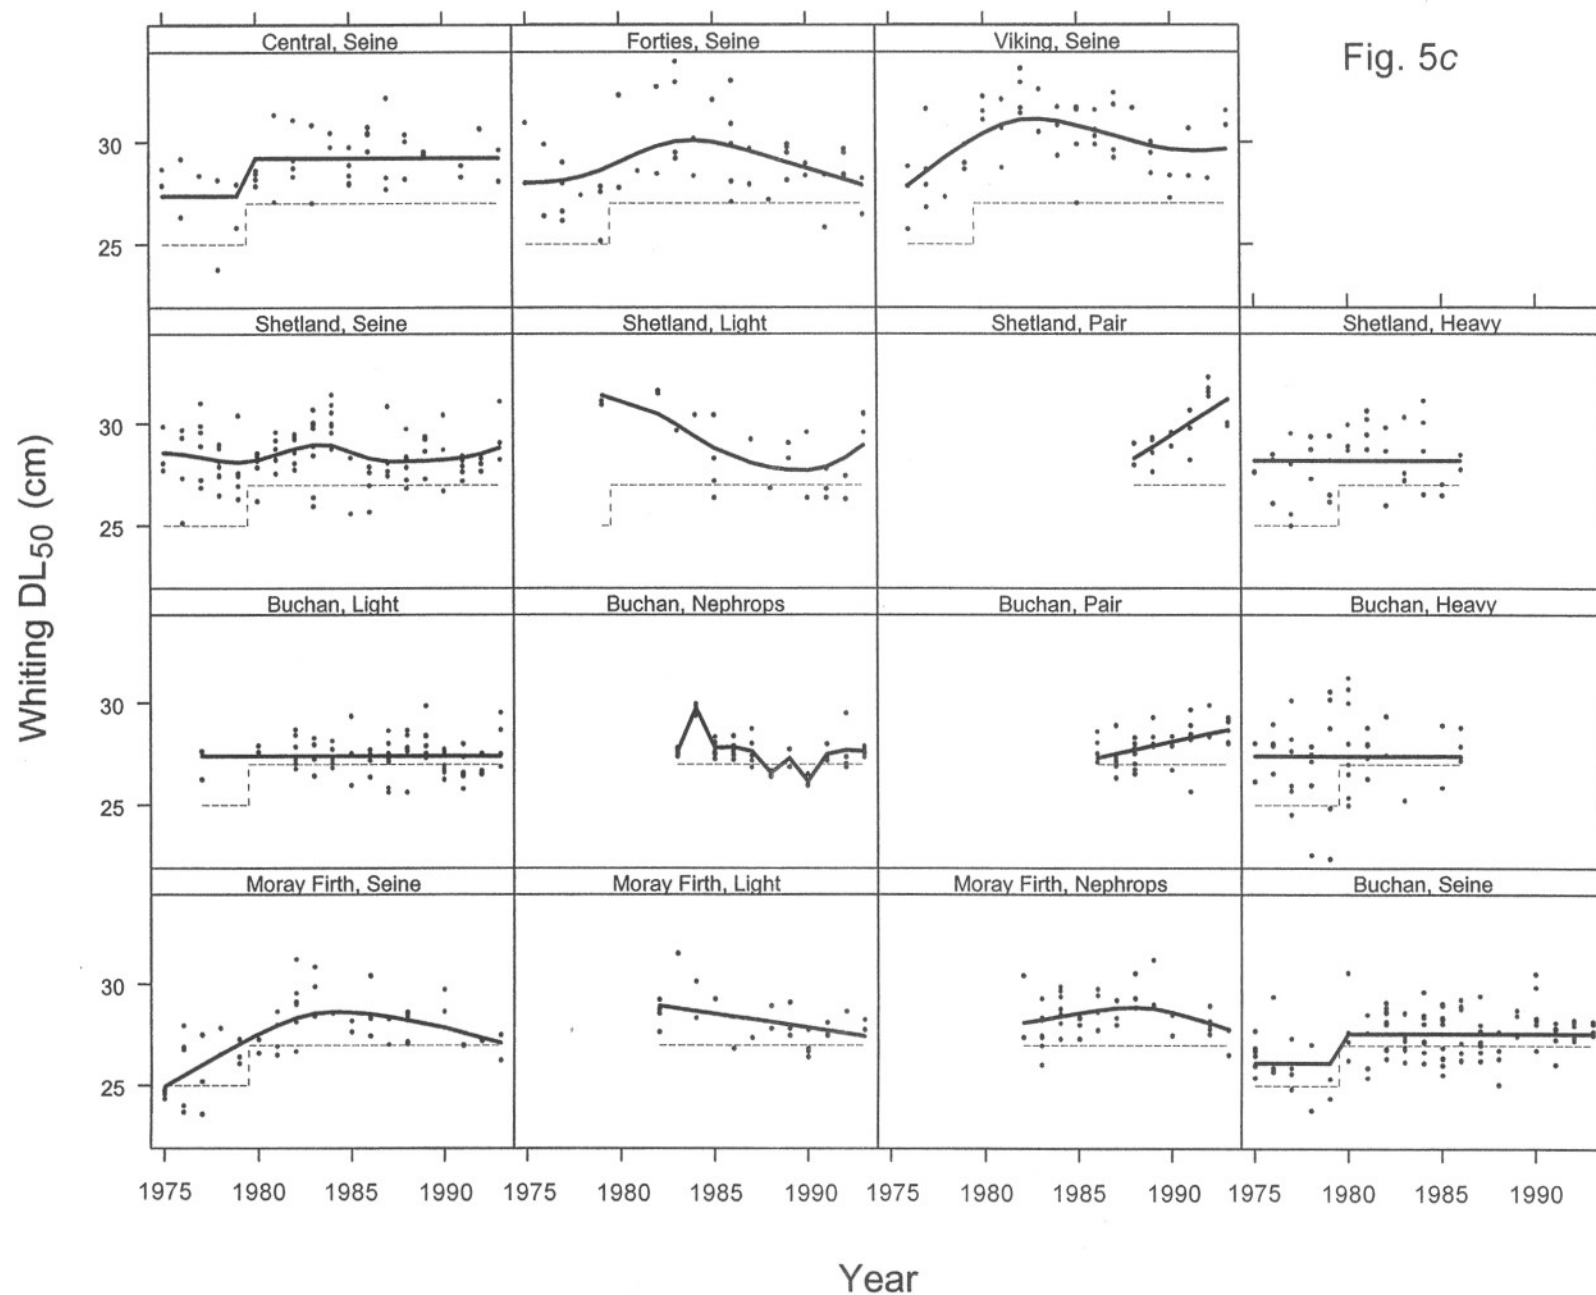 Fig. 5c
Central, Seine
Forties, Seine
Viking, Seine
30
25
Shetland, Seine
Shetland, Light
Shetland, Pair
Shetland, Heavy
30
25
Buchan, Light
Buchan, Nephrops
Buchan, Pair
Buchan, Heavy
30
25
Moray Firth, Seine
Moray Firth, Light
Moray Firth, Nephrops
Buchan, Seine
30
25
Whiting DL50 (cm)
1975 1980 1985 1990 1975 1980 1985 1990 1975 1980 1985 1990 1975 1980 1985 1990
Year